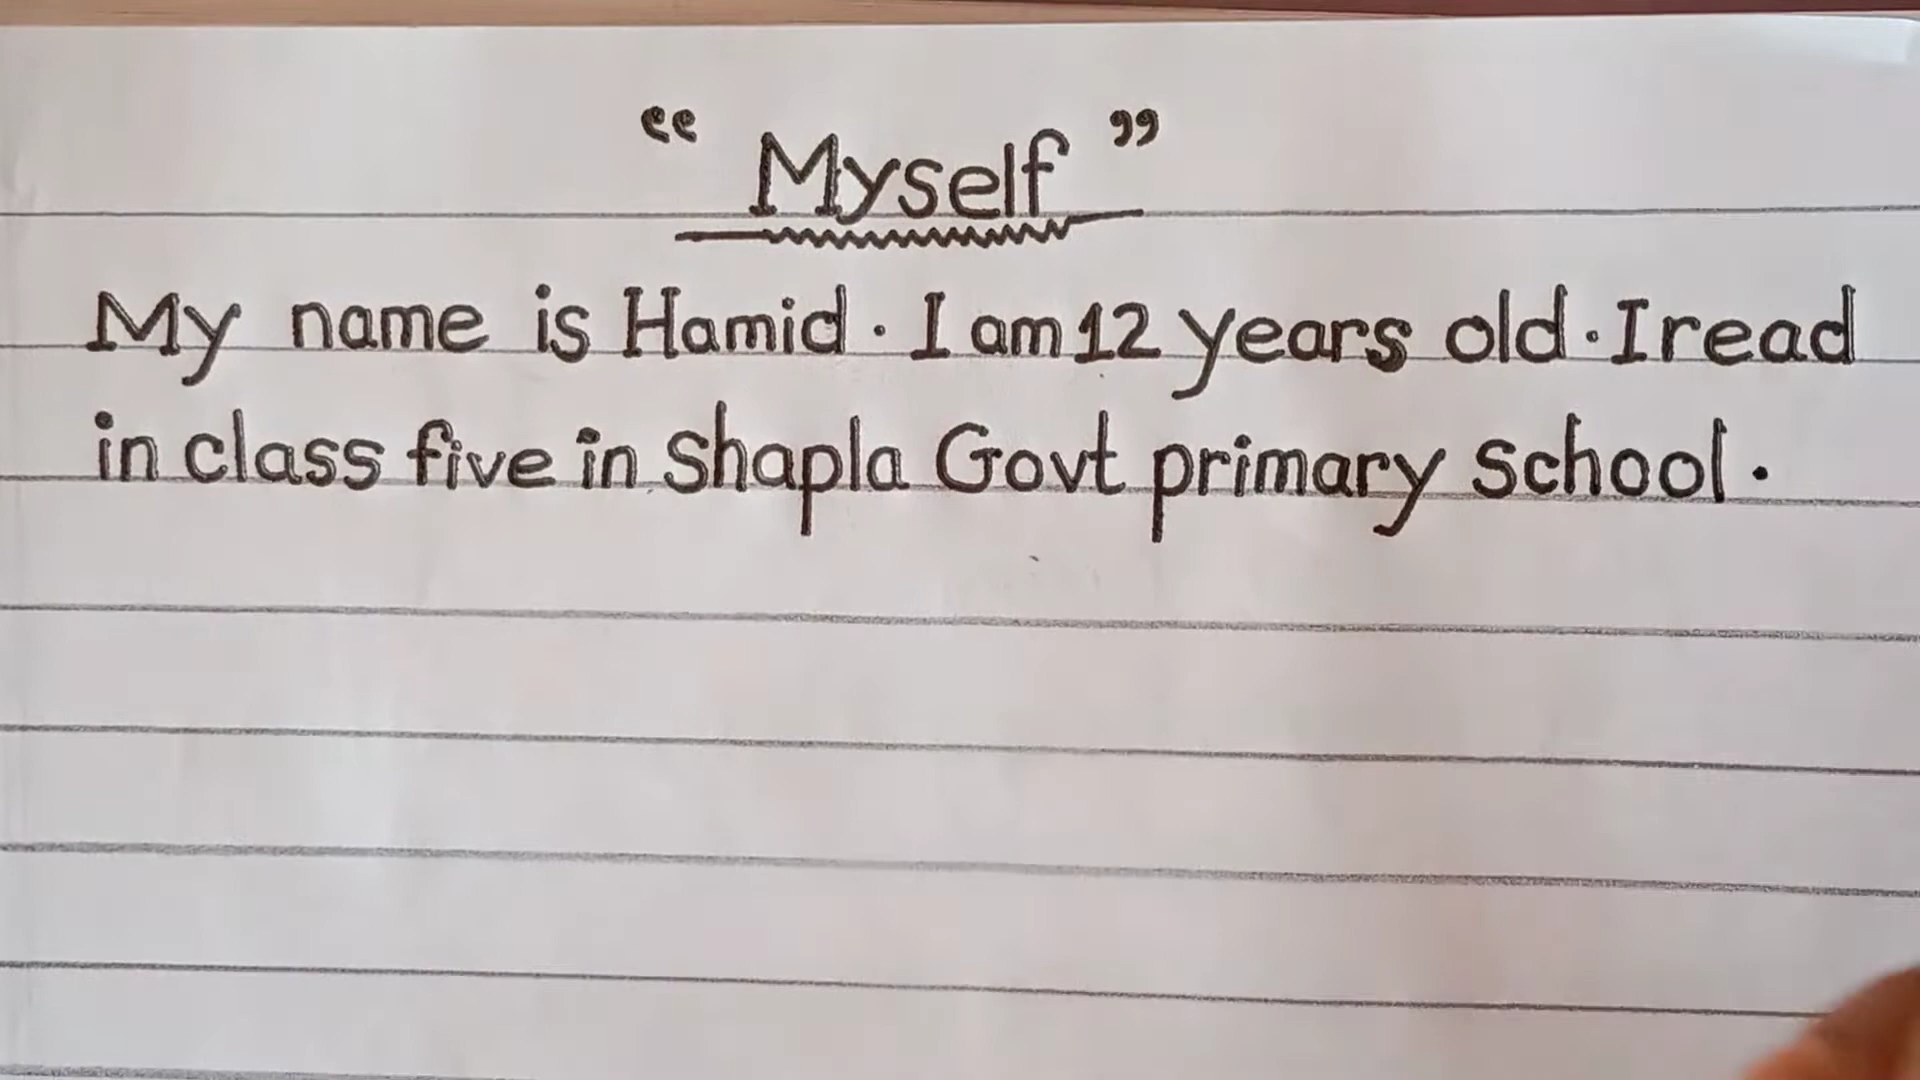 “ Myself ”
My name is Hamid. I am 12 years old. I read
in class five in shapla Govt primary school.